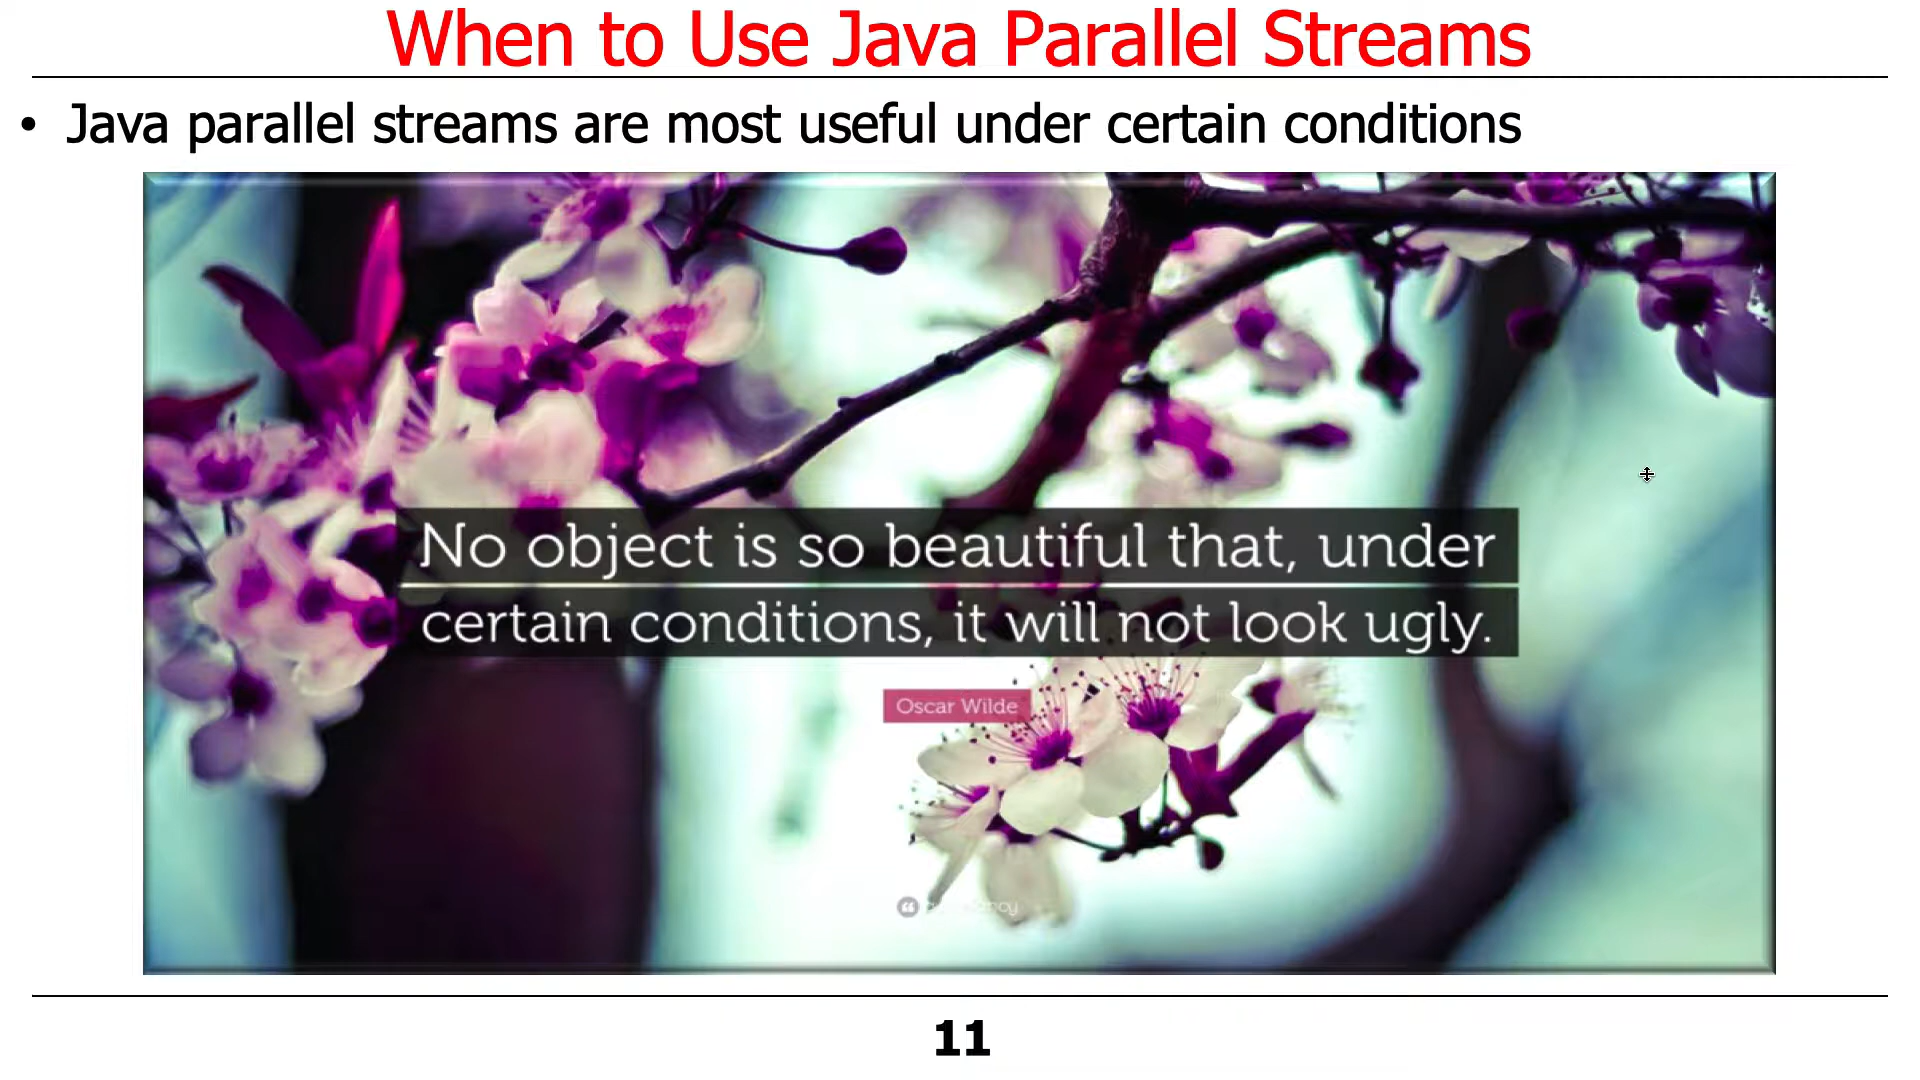 When to Use Java Parallel Streams
• Java parallel streams are most useful under certain conditions
No object is so beautiful that, under
certain conditions, it will not look ugly.
Oscar Wilde
11